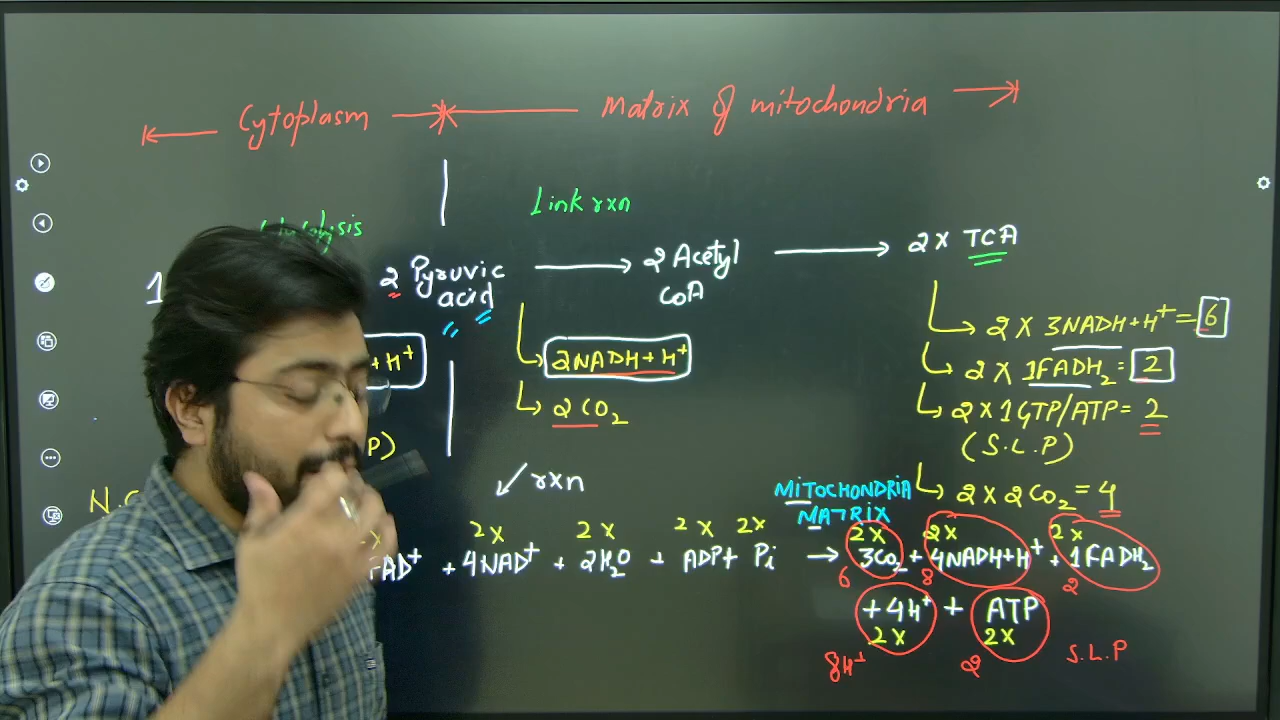 Cytoplasm Matrix of mitochondria
Link rxn
1 2 Pyruvic acid → 2 Acetyl CoA → 2 x TCA
+H+
2NADH+H+
2CO2
2 x 3NADH+H+ = 6
2 x 1FADH2 = 2
2 x 1GTP/ATP = 2
(S.L.P)
P)
2 x 2CO2 = 4
rxn
MITOCHONDRIA
MATRIX
2x 2x 2x 2x 2x 2x 2x
FAD+ + 4NAD+ + 2H2O + ADP+ Pi → 3CO2 + 4NADH+H+ + 1FADH2
6 8 2
+4H+ + ATP
2x 2x
8H+ 2 S.L.P